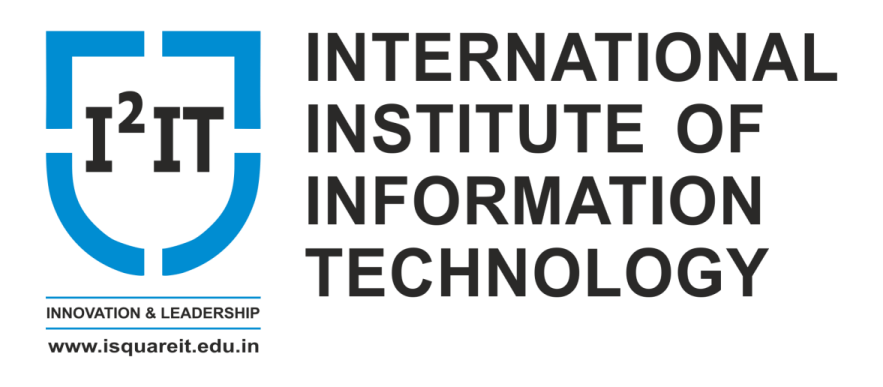 I²IT
INNOVATION & LEADERSHIP
www.isquareit.edu.in
INTERNATIONAL
INSTITUTE OF
INFORMATION
TECHNOLOGY